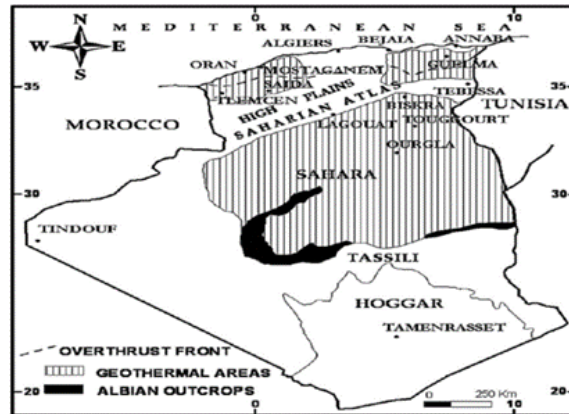 0 10
MEDITERRANEAN SEA
N
W E
S
ALGIERS BEJAIA ANNABA
ORAN MOSTAGANEM GUELMA
35 35
SAIDA
TLEMCEN TEBESSA
HIGH PLAINS
SAHARIAN ATLAS
BISKRA TUNISIA
MOROCCO LAGOUAT TOUGGOURT
OURGLA
SAHARA
30 30
TINDOUF
TASSILI
HOGGAR
TAMENRASSET
OVERTHRUST FRONT
GEOTHERMAL AREAS
ALBIAN OUTCROPS
0 250 Km
20 20
0 10